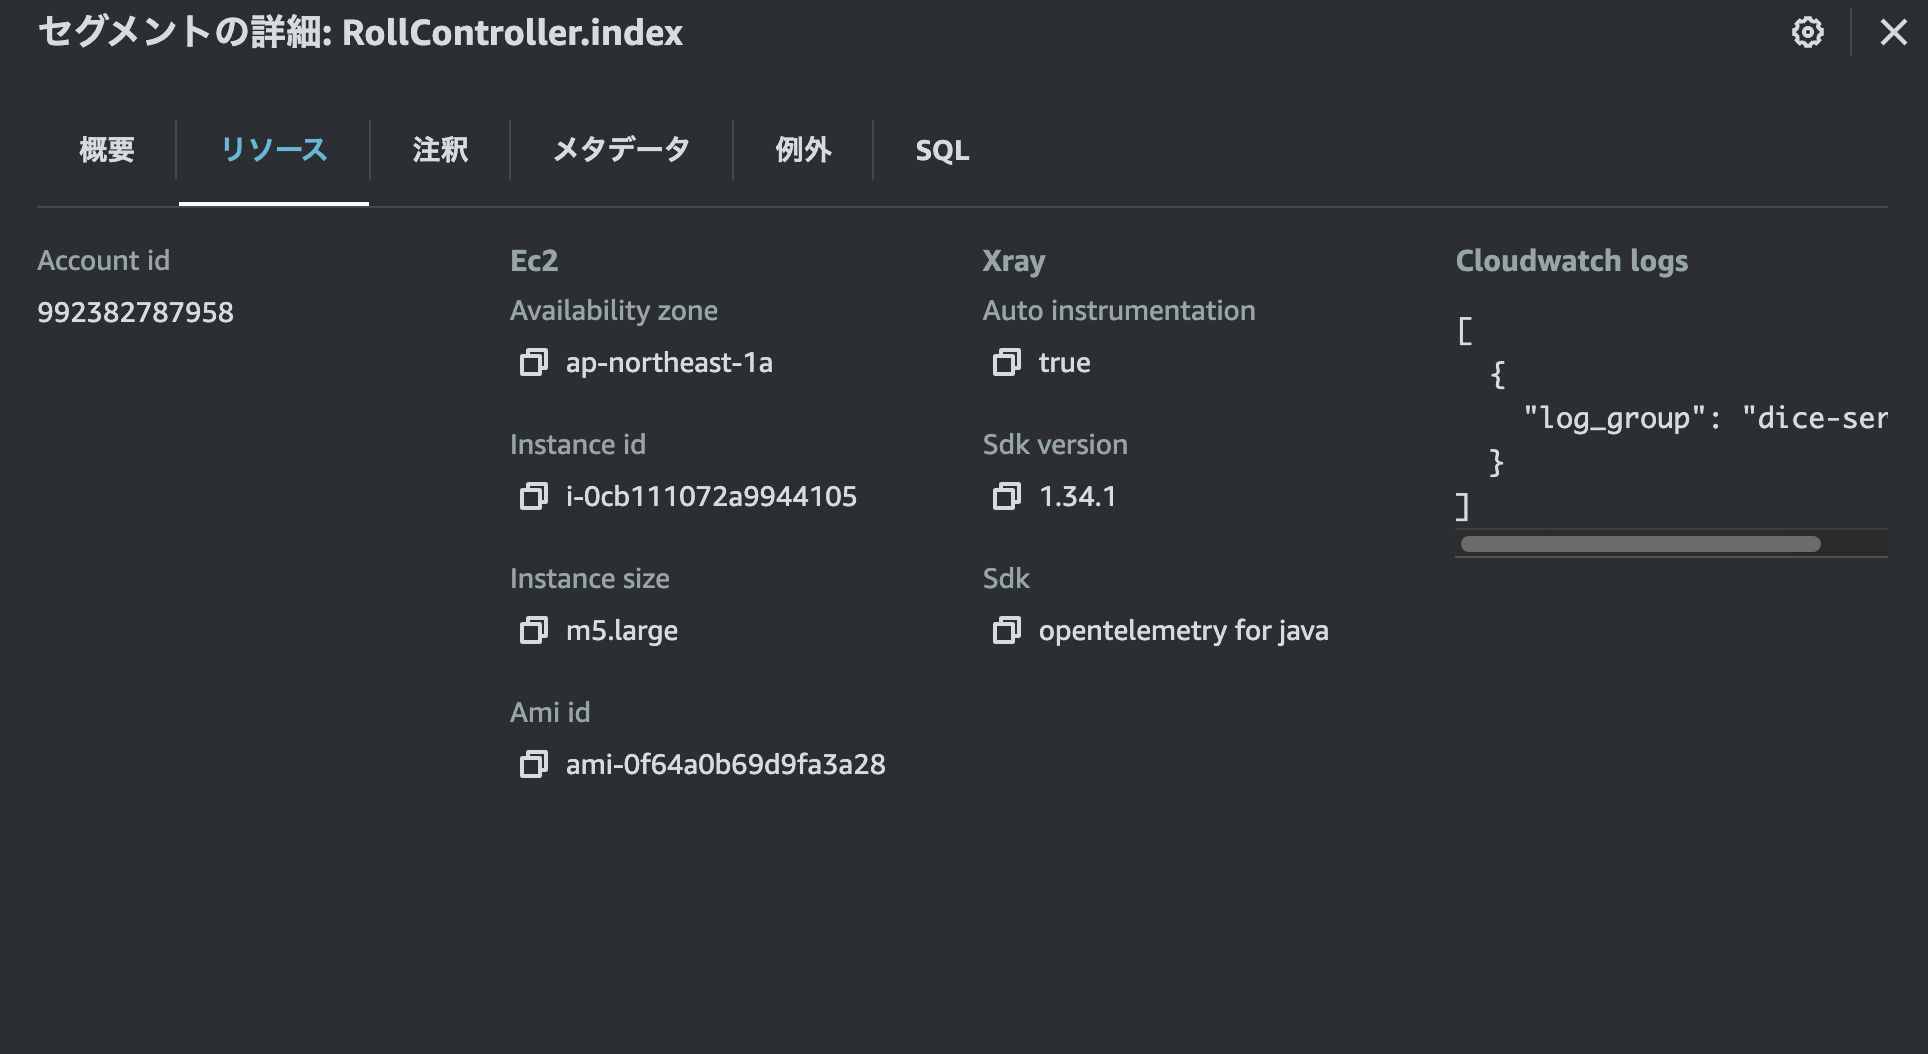 セグメントの詳細: RollController.index
概要
リソース
注釈
メタデータ
例外
SQL
Account id
992382787958
Ec2
Availability zone
ap-northeast-1a
Instance id
i-0cb111072a9944105
Instance size
m5.large
Ami id
ami-0f64a0b69d9fa3a28
Xray
Auto instrumentation
true
Sdk version
1.34.1
Sdk
opentelemetry for java
Cloudwatch logs
[
{
"log_group": "dice-ser
}
]